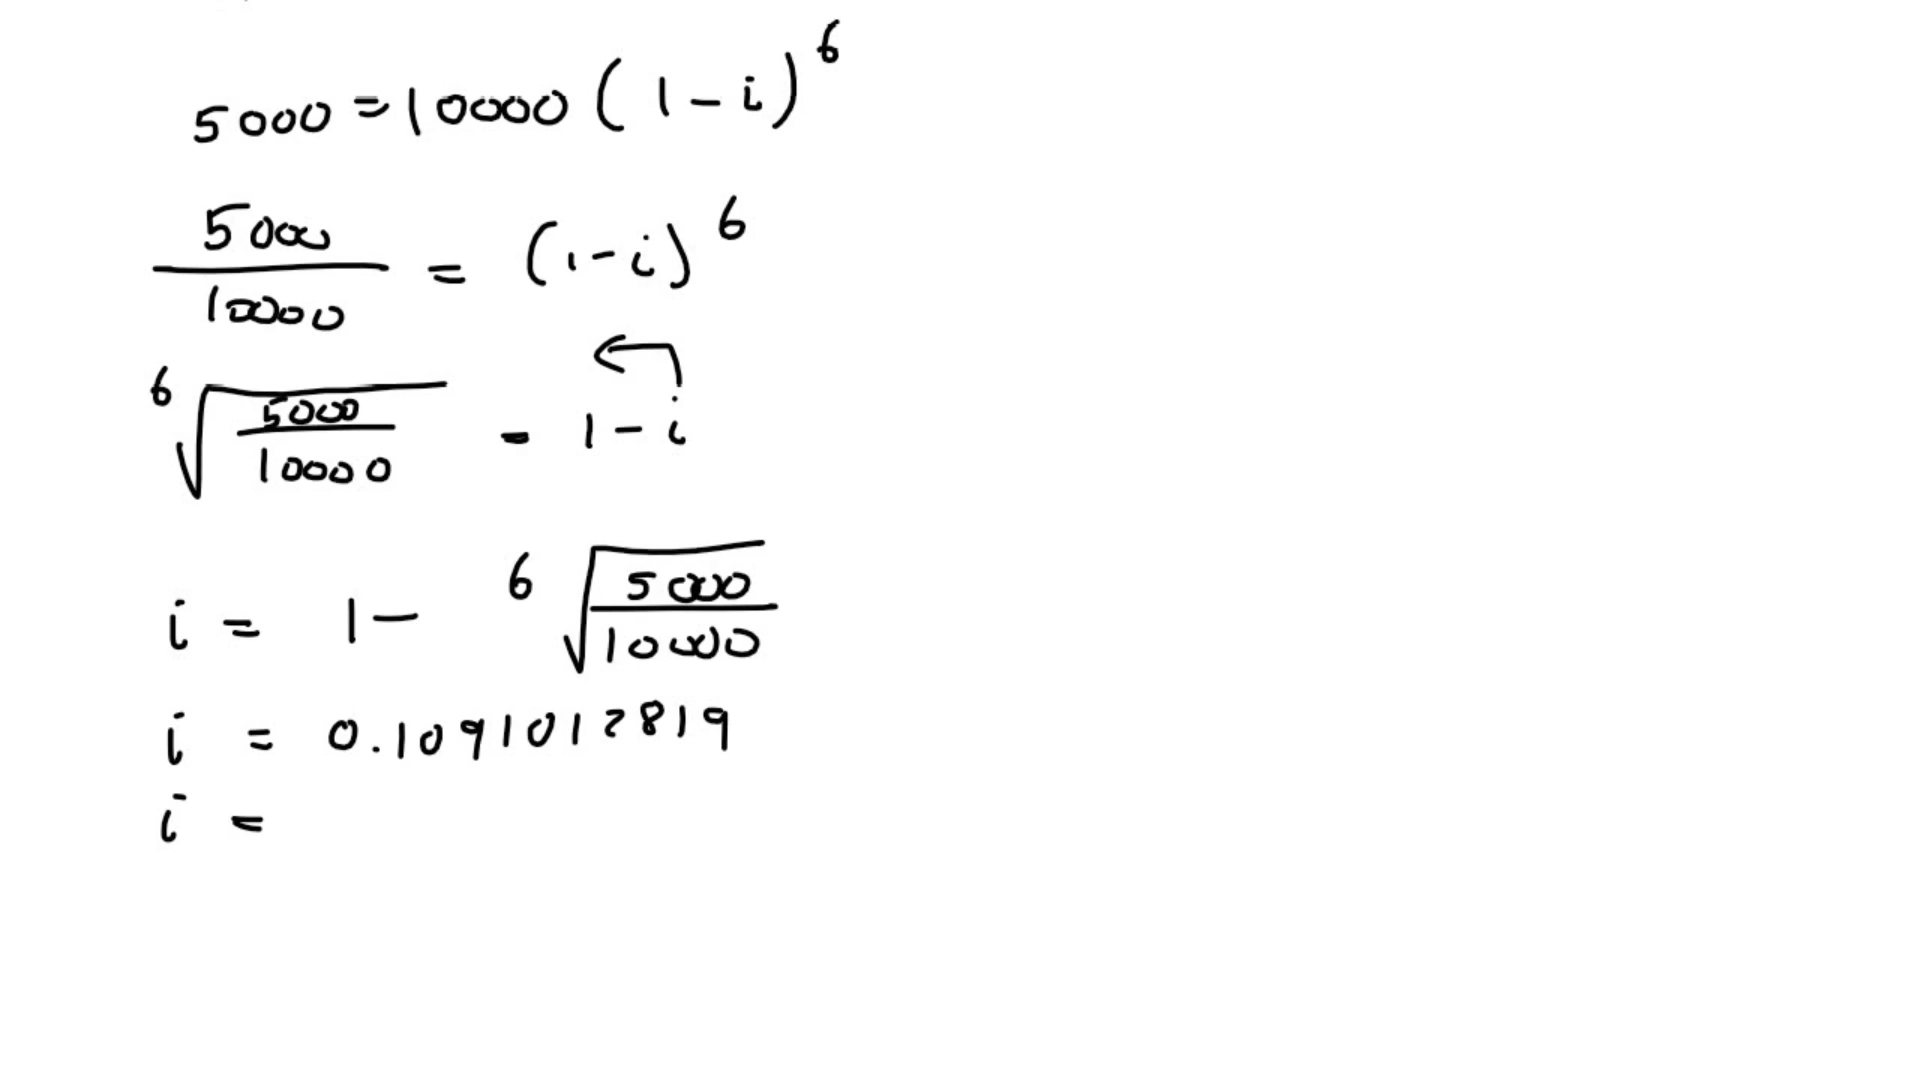 5000 = 10000 (1 - i)^6
5000/10000 = (1 - i)^6
⁶√(5000/10000) = 1 - i
i = 1 - ⁶√(5000/10000)
i = 0.1091012819
i =